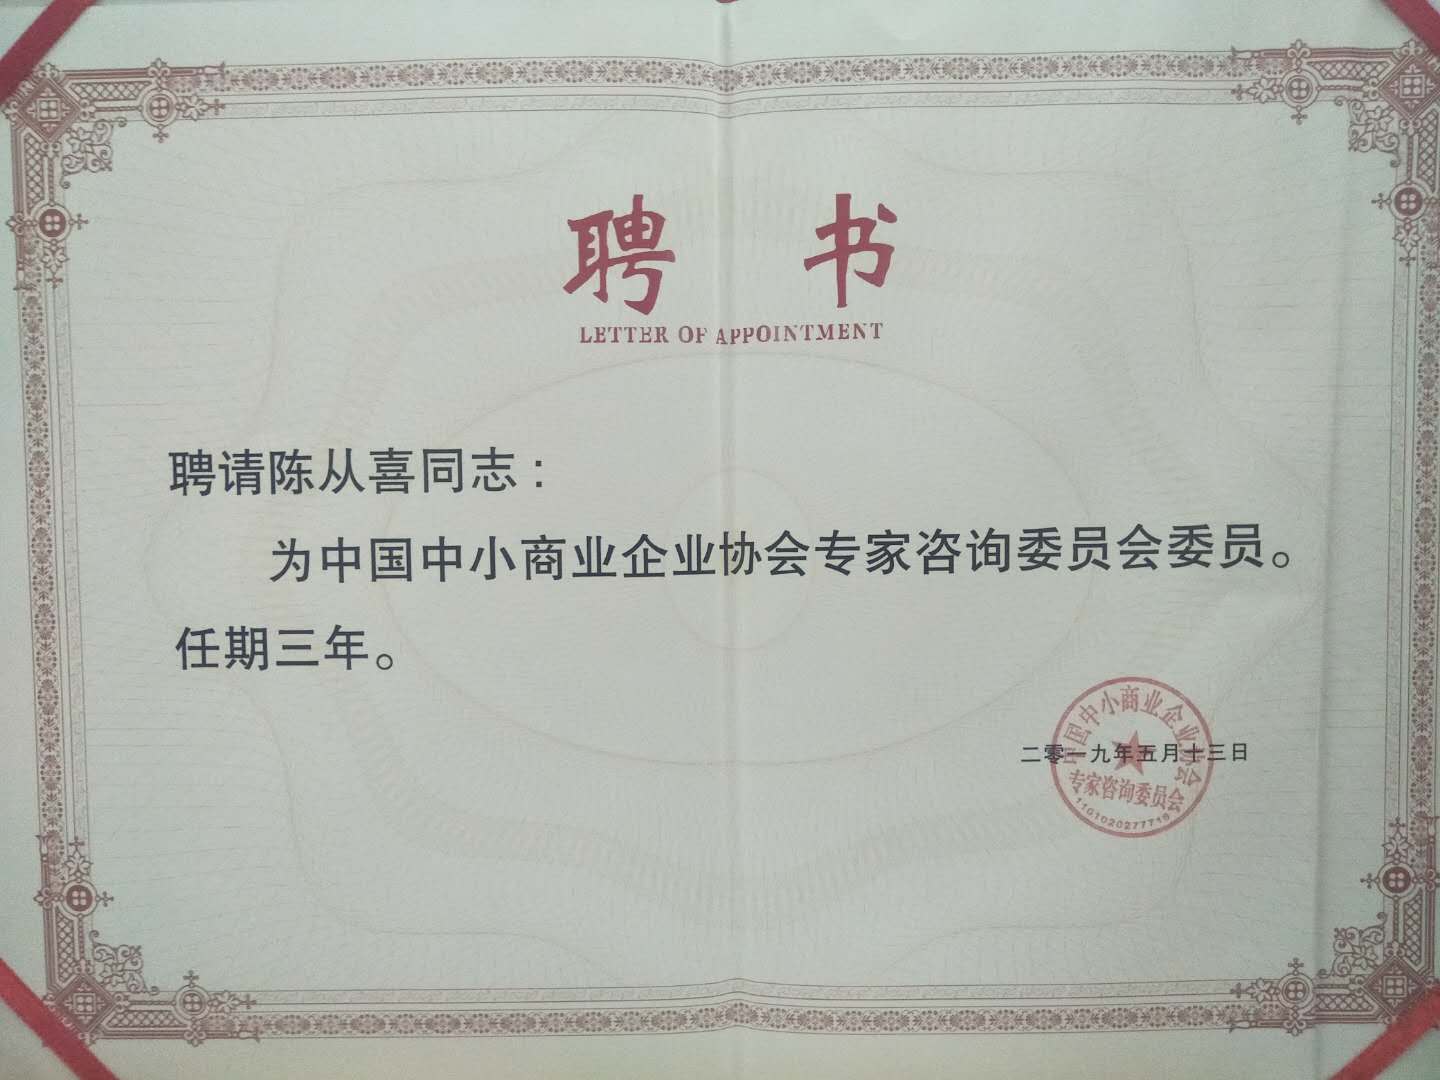 聘 书
LETTER OF APPOINTMENT
聘请陈从喜同志：
为中国中小商业企业协会专家咨询委员会委员。
任期三年。
二零一九年五月十三日
中国中小商业企业协会
专家咨询委员会
1101020277719